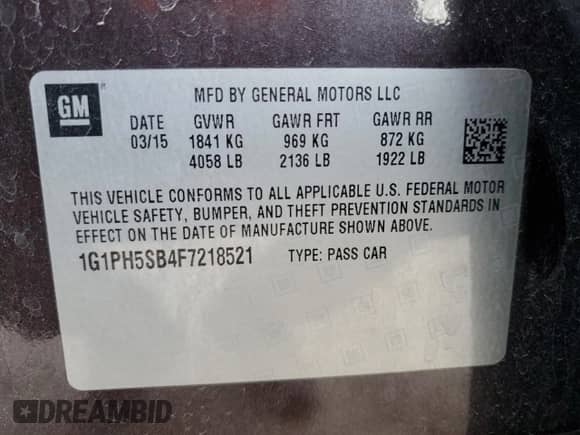 GM
MFD BY GENERAL MOTORS LLC
DATE GVWR GAWR FRT GAWR RR
03/15 1841 KG 969 KG 872 KG
4058 LB 2136 LB 1922 LB
THIS VEHICLE CONFORMS TO ALL APPLICABLE U.S. FEDERAL MOTOR
VEHICLE SAFETY, BUMPER, AND THEFT PREVENTION STANDARDS IN
EFFECT ON THE DATE OF MANUFACTURE SHOWN ABOVE.
1G1PH5SB4F7218521 TYPE: PASS CAR
DREAMBID